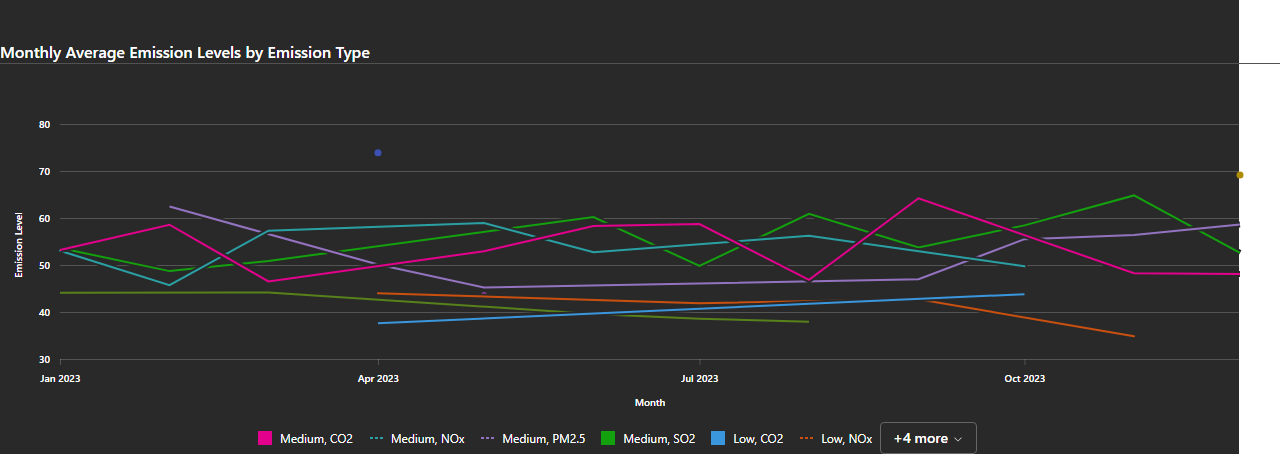 Monthly Average Emission Levels by Emission Type
80
70
60
50
40
30
Emission Level
Jan 2023 Apr 2023 Jul 2023 Oct 2023
Month
Medium, CO2 Medium, NOx Medium, PM2.5 Medium, SO2 Low, CO2 Low, NOx +4 more